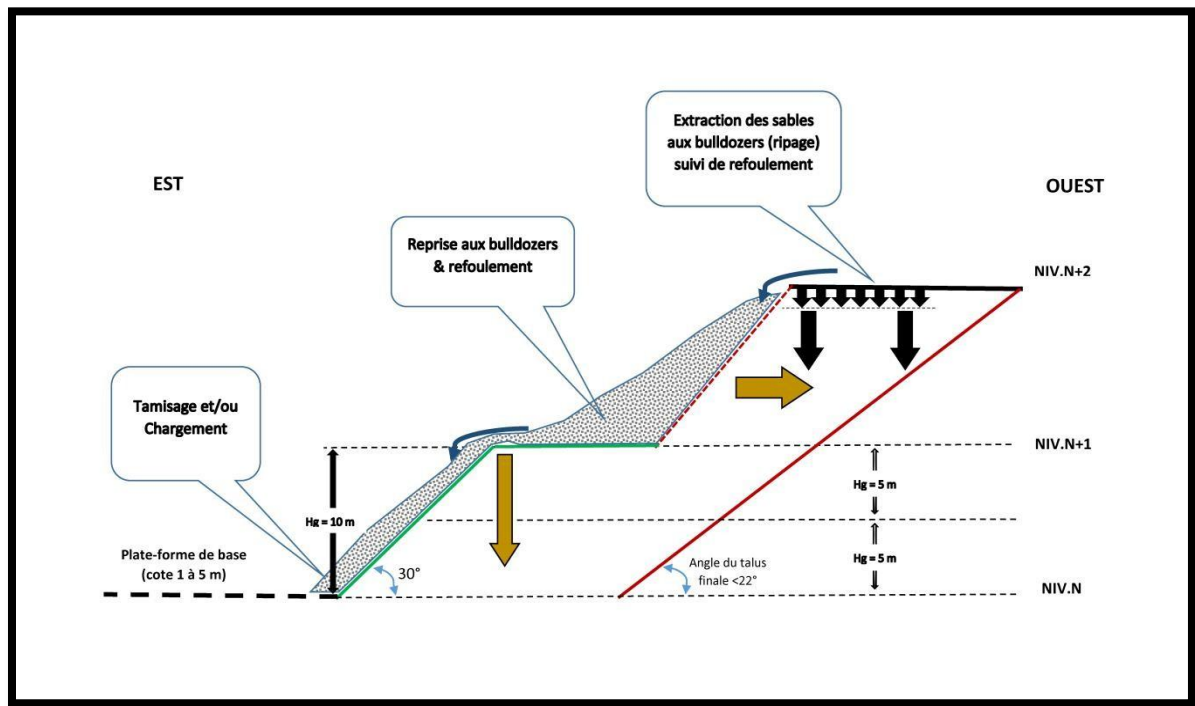 Extraction des sables
aux bulldozers (ripage)
suivi de refoulement
EST
OUEST
Reprise aux bulldozers
& refoulement
NIV.N+2
Tamisage et/ou
Chargement
NIV.N+1
Hg = 5 m
Hg = 10 m
Plate-forme de base
(cote 1 à 5 m)
30°
Angle du talus
finale <22°
Hg = 5 m
NIV.N